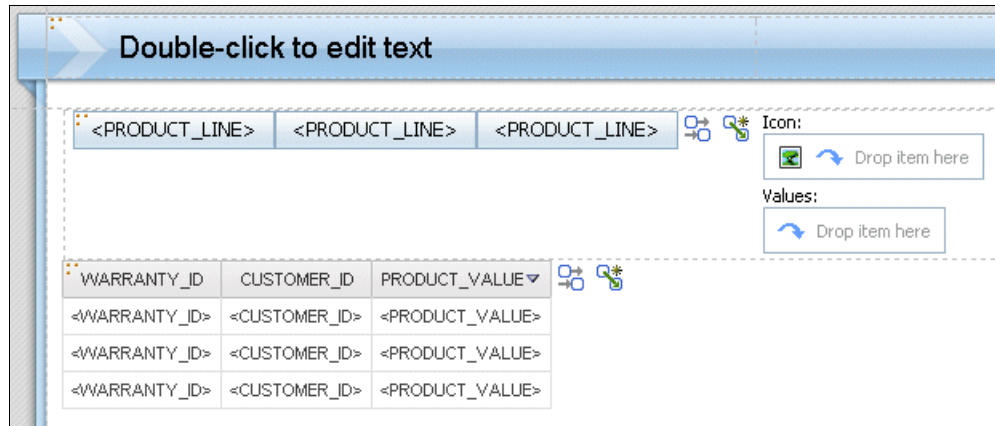 Double-click to edit text
<PRODUCT_LINE> <PRODUCT_LINE> <PRODUCT_LINE>
Icon:
Drop item here
Values:
Drop item here
WARRANTY_ID CUSTOMER_ID PRODUCT_VALUE
<WARRANTY_ID> <CUSTOMER_ID> <PRODUCT_VALUE>
<WARRANTY_ID> <CUSTOMER_ID> <PRODUCT_VALUE>
<WARRANTY_ID> <CUSTOMER_ID> <PRODUCT_VALUE>